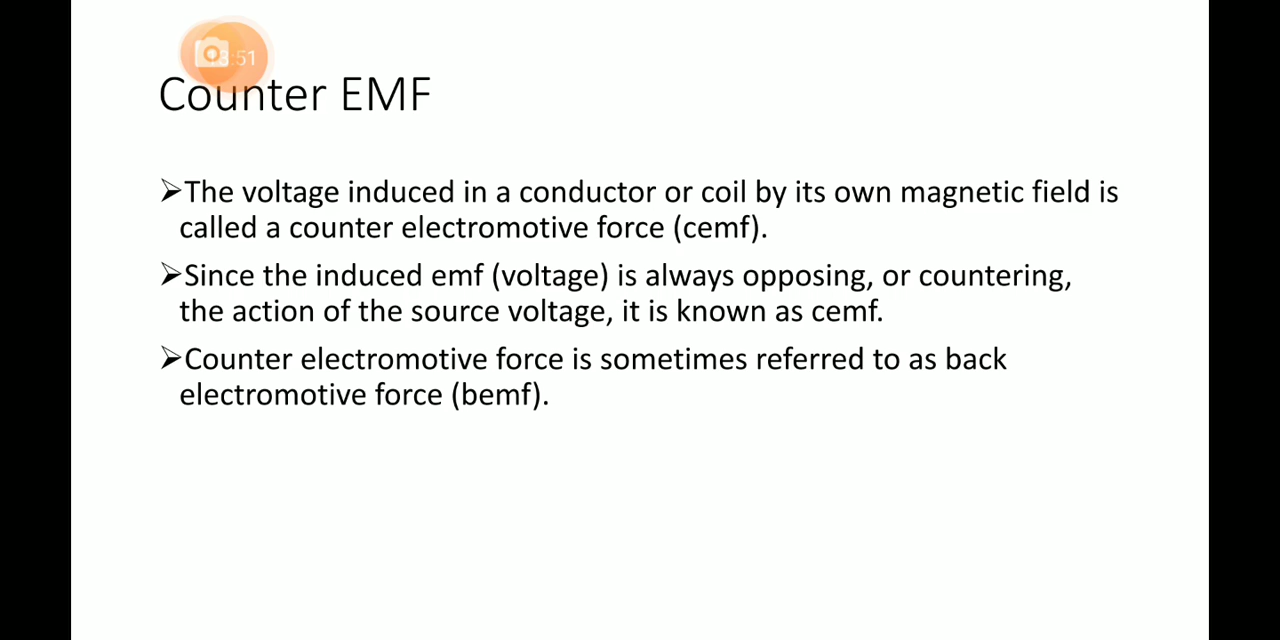 :51
Counter EMF
➢The voltage induced in a conductor or coil by its own magnetic field is
called a counter electromotive force (cemf).
➢Since the induced emf (voltage) is always opposing, or countering,
the action of the source voltage, it is known as cemf.
➢Counter electromotive force is sometimes referred to as back
electromotive force (bemf).